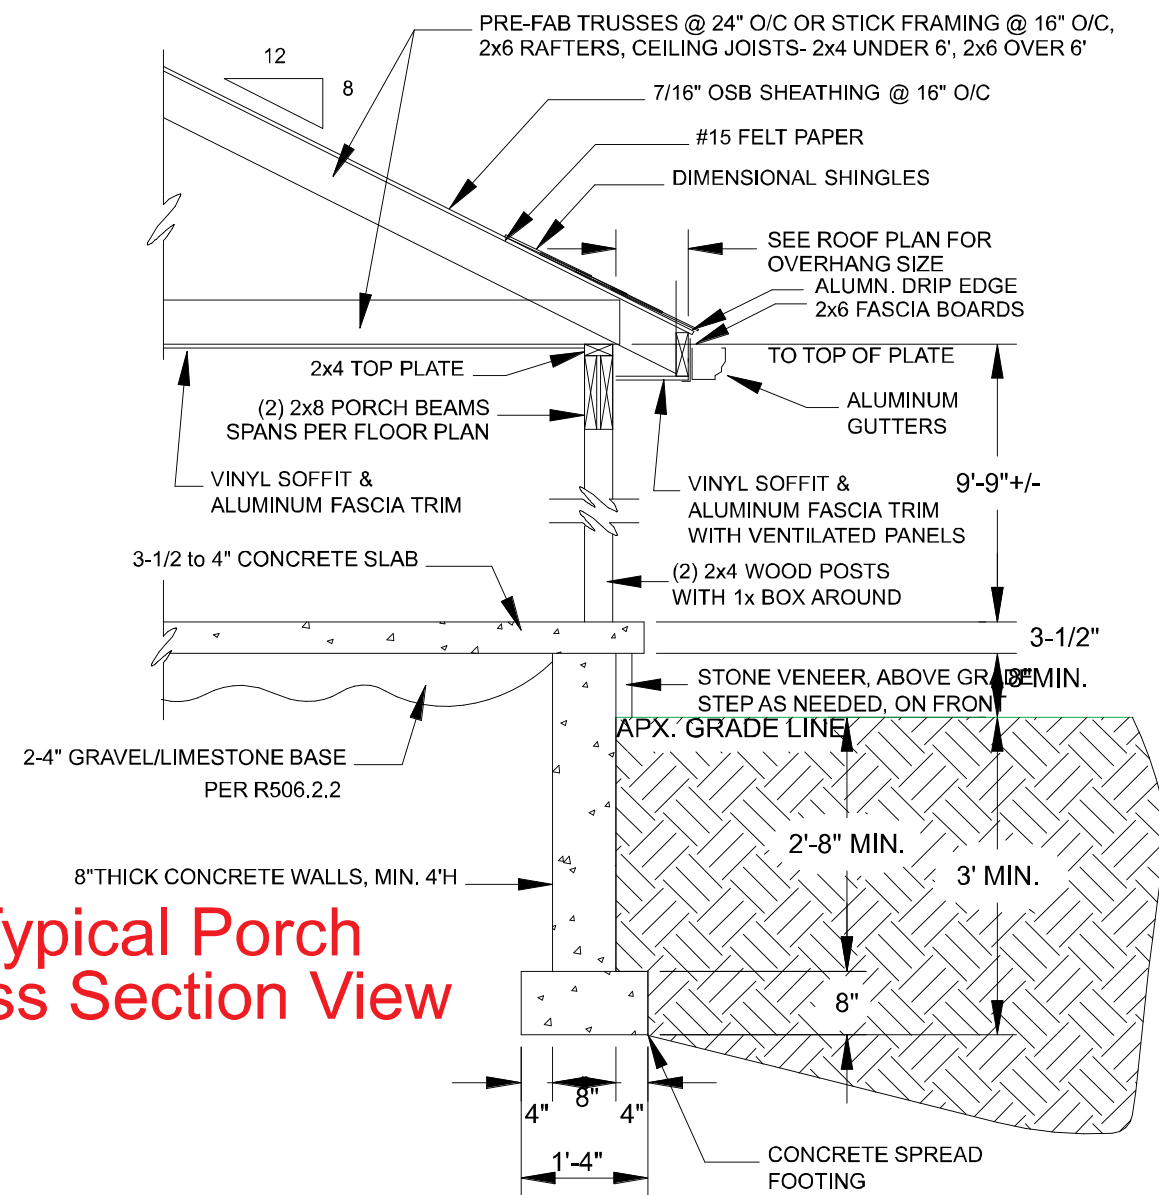 PRE-FAB TRUSSES @ 24" O/C OR STICK FRAMING @ 16" O/C,
2x6 RAFTERS, CEILING JOISTS- 2x4 UNDER 6', 2x6 OVER 6'
12
8
7/16" OSB SHEATHING @ 16" O/C
#15 FELT PAPER
DIMENSIONAL SHINGLES
SEE ROOF PLAN FOR
OVERHANG SIZE
ALUMN. DRIP EDGE
2x6 FASCIA BOARDS
TO TOP OF PLATE
2x4 TOP PLATE
(2) 2x8 PORCH BEAMS
SPANS PER FLOOR PLAN
ALUMINUM
GUTTERS
VINYL SOFFIT &
ALUMINUM FASCIA TRIM
VINYL SOFFIT &
ALUMINUM FASCIA TRIM
WITH VENTILATED PANELS
9'-9"+/-
3-1/2 to 4" CONCRETE SLAB
(2) 2x4 WOOD POSTS
WITH 1x BOX AROUND
3-1/2"
STONE VENEER, ABOVE GRADE
STEP AS NEEDED, ON FRONT
8"MIN.
APX. GRADE LINE
2-4" GRAVEL/LIMESTONE BASE
PER R506.2.2
2'-8" MIN.
3' MIN.
8"THICK CONCRETE WALLS, MIN. 4'H
Typical Porch
ss Section View
8"
4"
8"
4"
1'-4"
CONCRETE SPREAD
FOOTING